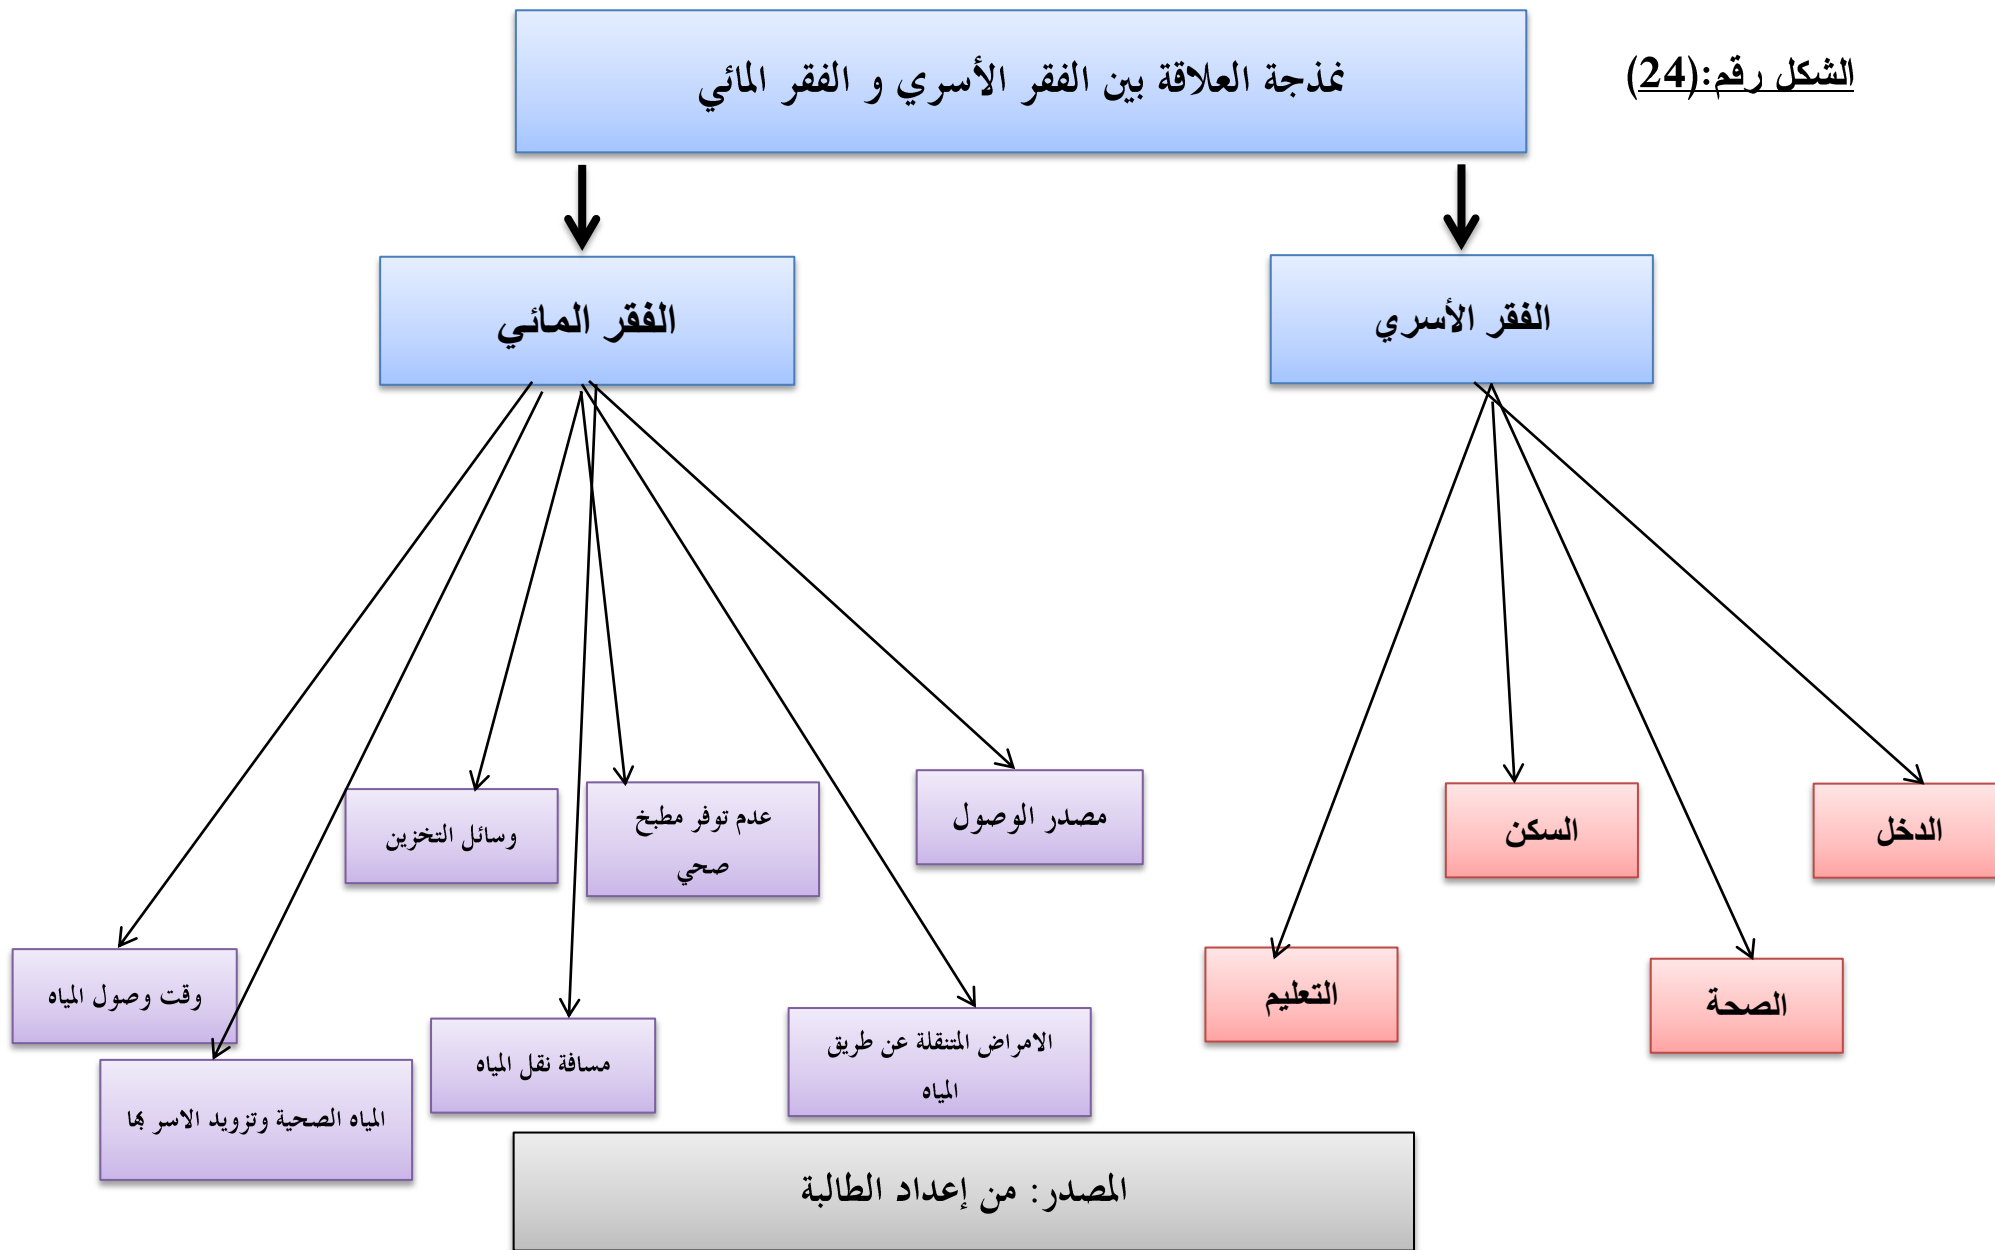 الشكل رقم:(24)
نمذجة العلاقة بين الفقر الأسري و الفقر المائي
الفقر الأسري
الفقر المائي
الدخل
السكن
الصحة
التعليم
مصدر الوصول
عدم توفر مطبخ
صحي
وسائل التخزين
وقت وصول المياه
الامراض المتنقلة عن طريق
المياه
مسافة نقل المياه
المياه الصحية وتزويد الاسر بها
المصدر: من إعداد الطالبة